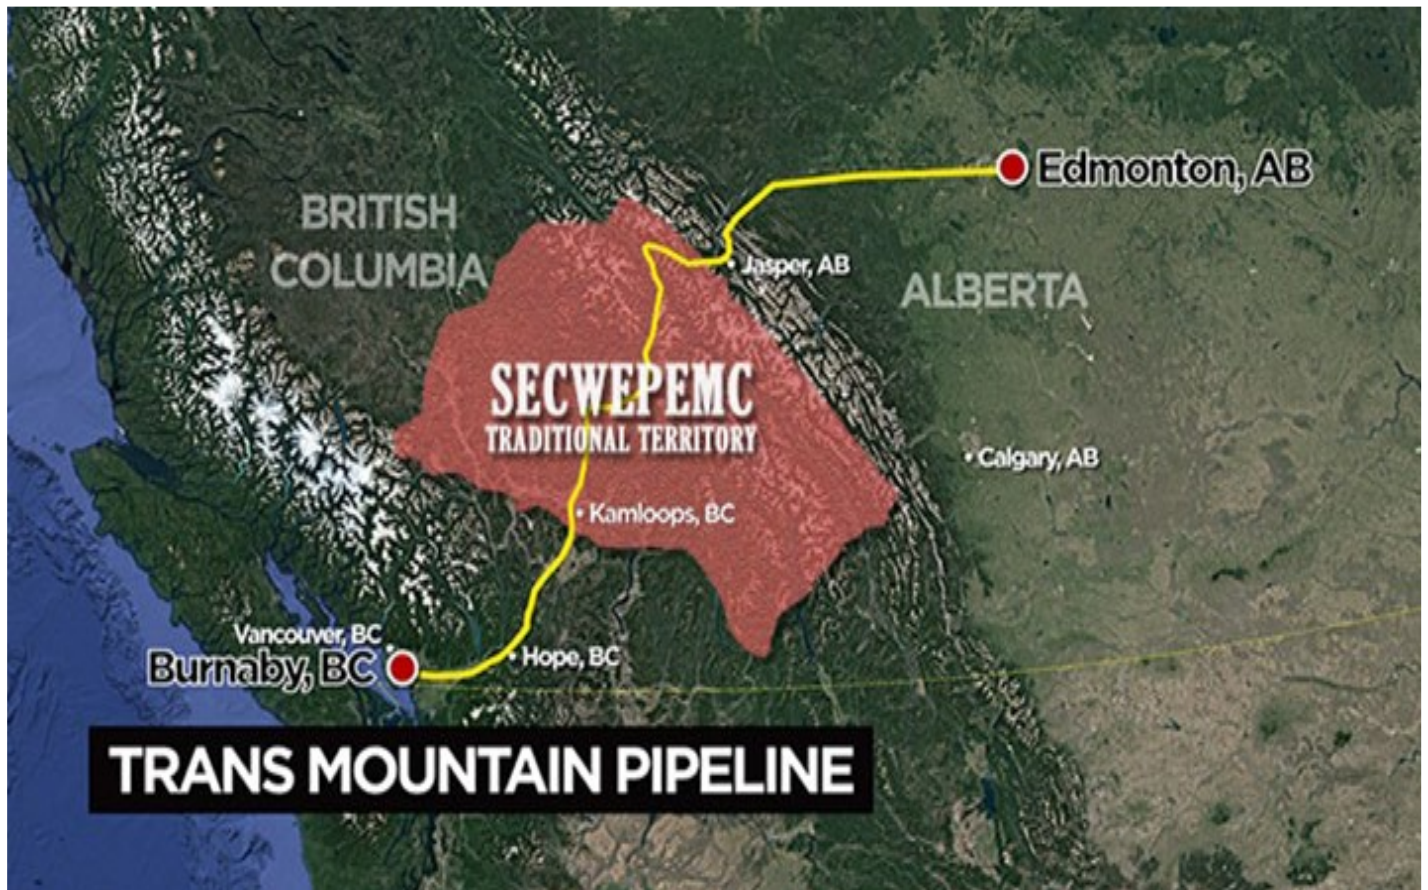 Edmonton, AB
BRITISH
COLUMBIA
Jasper, AB
ALBERTA
SECWEPEMC
TRADITIONAL TERRITORY
Calgary, AB
Kamloops, BC
Vancouver, BC
Burnaby, BC
Hope, BC
TRANS MOUNTAIN PIPELINE